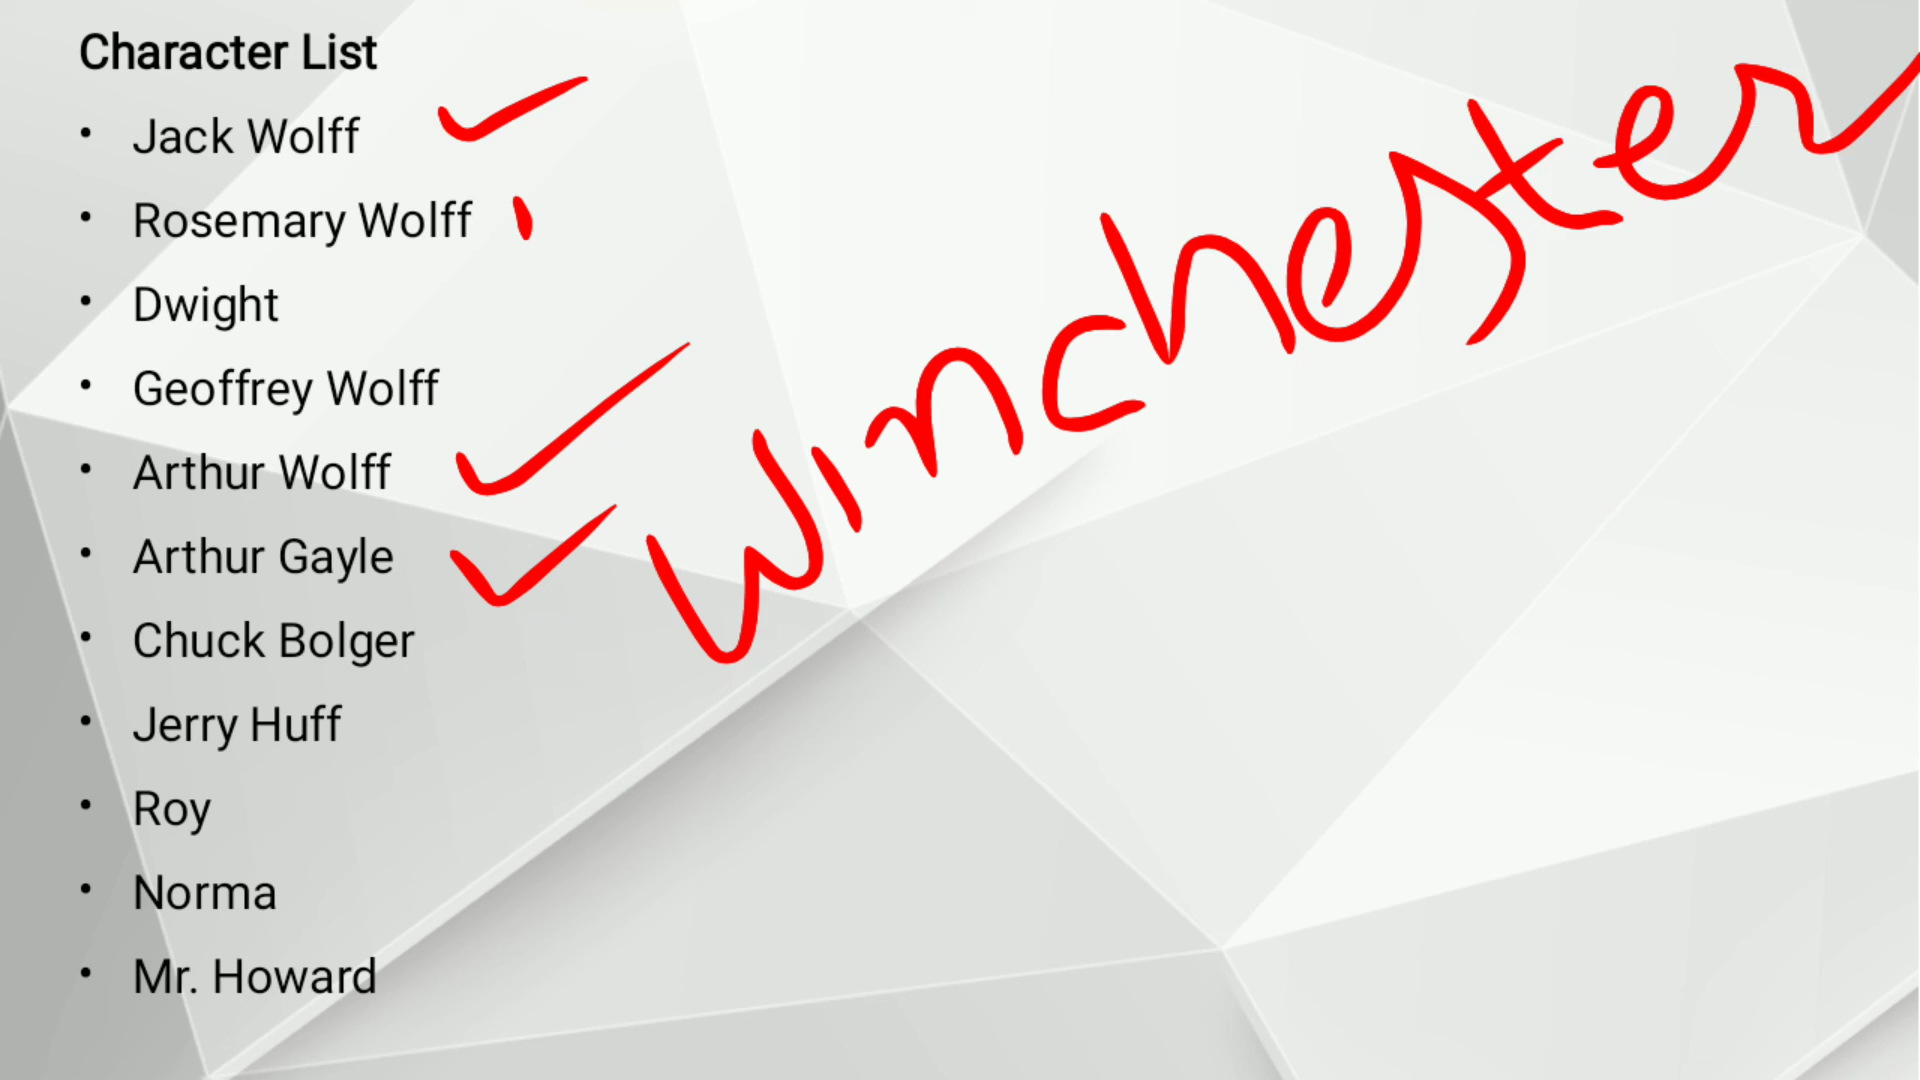 Character List
• Jack Wolff
• Rosemary Wolff
• Dwight
• Geoffrey Wolff
• Arthur Wolff
• Arthur Gayle
• Chuck Bolger
• Jerry Huff
• Roy
• Norma
• Mr. Howard
Winchester